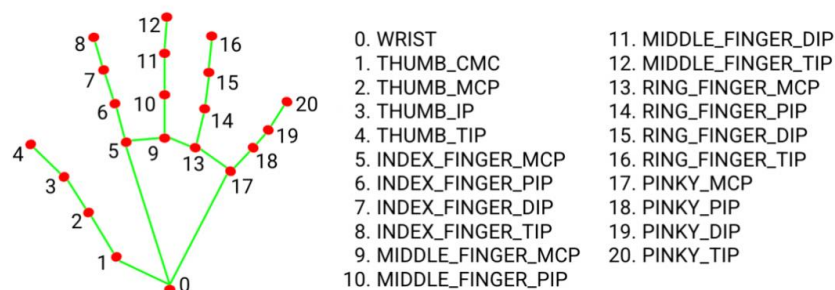 12
8
16
11
7
15
10
20
6
14
19
4
5
9
13
18
3
17
2
1
0
0. WRIST
1. THUMB_CMC
2. THUMB_MCP
3. THUMB_IP
4. THUMB_TIP
5. INDEX_FINGER_MCP
6. INDEX_FINGER_PIP
7. INDEX_FINGER_DIP
8. INDEX_FINGER_TIP
9. MIDDLE_FINGER_MCP
10. MIDDLE_FINGER_PIP
11. MIDDLE_FINGER_DIP
12. MIDDLE_FINGER_TIP
13. RING_FINGER_MCP
14. RING_FINGER_PIP
15. RING_FINGER_DIP
16. RING_FINGER_TIP
17. PINKY_MCP
18. PINKY_PIP
19. PINKY_DIP
20. PINKY_TIP